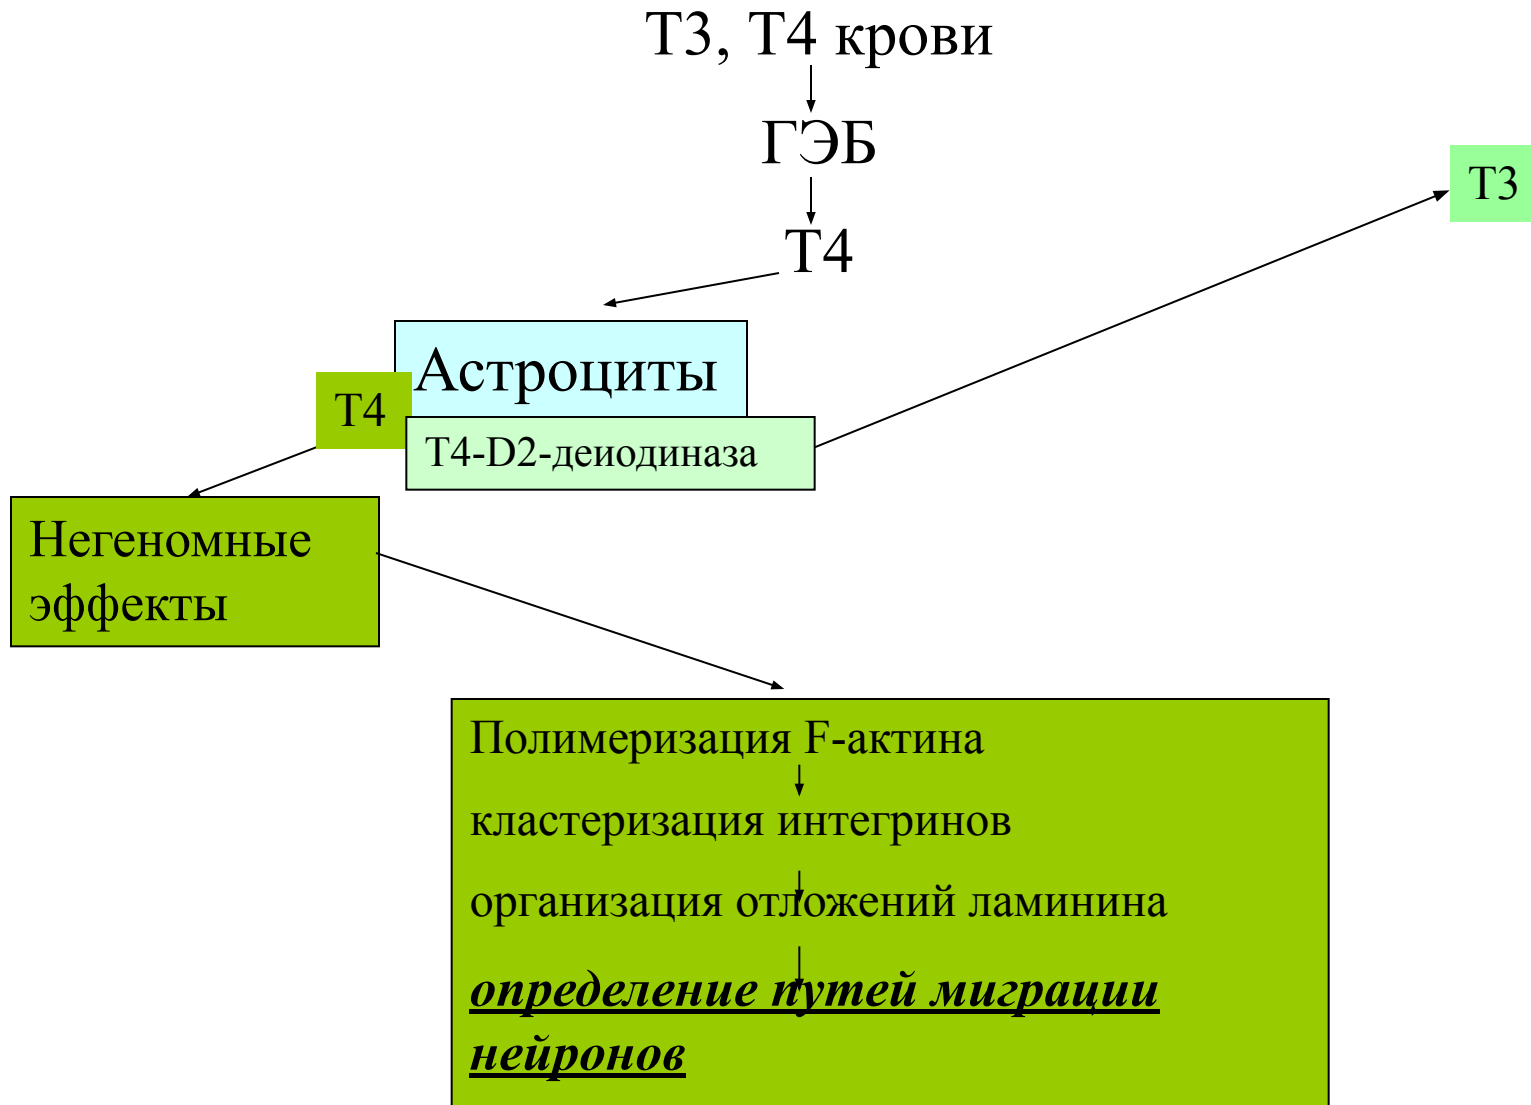 Т3, Т4 крови
ГЭБ
Т3
Т4
Астроциты
Т4
Т4-D2-деиодиназа
Негеномные
эффекты
Полимеризация F-актина
кластеризация интегринов
организация отложений ламинина
определение путей миграции
нейронов